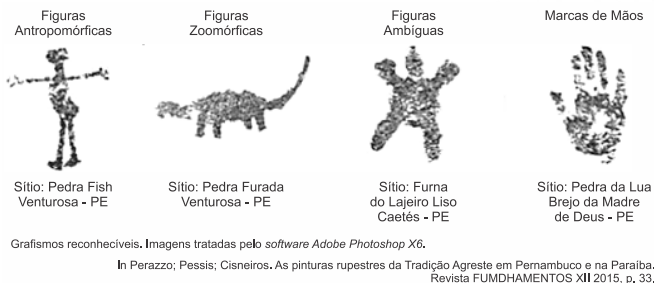 Figuras
Antropomórficas
Figuras
Zoomórficas
Figuras
Ambíguas
Marcas de Mãos
Sítio: Pedra Fish
Venturosa - PE
Sítio: Pedra Furada
Venturosa - PE
Sítio: Furna
do Lajeiro Liso
Caetés - PE
Sítio: Pedra da Lua
Brejo da Madre
de Deus - PE
Grafismos reconhecíveis. Imagens tratadas pelo software Adobe Photoshop X6.
In Perazzo; Pessis; Cisneiros. As pinturas rupestres da Tradição Agreste em Pernambuco e na Paraíba.
Revista FUMDHAMENTOS XII 2015, p. 33.